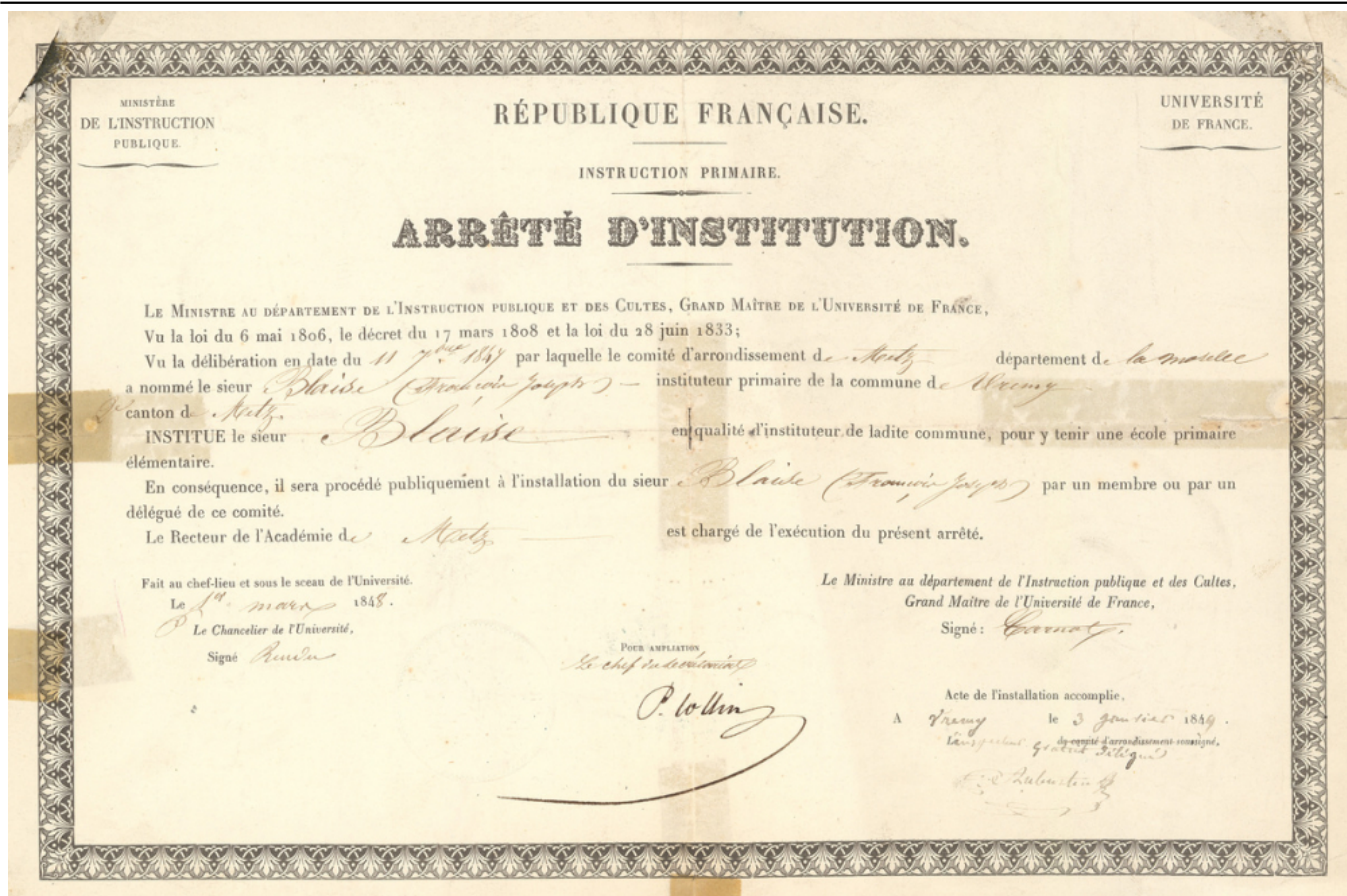 MINISTÈRE
DE L'INSTRUCTION
PUBLIQUE.
RÉPUBLIQUE FRANÇAISE.
UNIVERSITÉ
DE FRANCE.
INSTRUCTION PRIMAIRE.
ARRÊTÉ D'INSTITUTION.
LE MINISTRE AU DÉPARTEMENT DE L'INSTRUCTION PUBLIQUE ET DES CULTES, GRAND MAÎTRE DE L'UNIVERSITÉ DE FRANCE,
Vu la loi du 6 mai 1806, le décret du 17 mars 1808 et la loi du 28 juin 1833;
Vu la délibération en date du 11 7bre 1847 par laquelle le comité d'arrondissement de Metz département de la moselle
a nommé le sieur Blaise (François Joseph) — instituteur primaire de la commune de Vremy
canton de Metz
INSTITUE le sieur Blaise en qualité d'instituteur de ladite commune, pour y tenir une école primaire
élémentaire.
En conséquence, il sera procédé publiquement à l'installation du sieur Blaise (François Joseph) par un membre ou par un
délégué de ce comité.
Le Recteur de l'Académie de Metz est chargé de l'exécution du présent arrêté.
Fait au chef-lieu et sous le sceau de l'Université.
Le 1er mars 1848.
Le Chancelier de l'Université,
Signé Rendu
POUR AMPLIATION
Le chef du secrétariat
P. Collin
Le Ministre au département de l'Instruction publique et des Cultes,
Grand Maître de l'Université de France,
Signé : Carnot.
Acte de l'installation accomplie,
A Vremy le 3 janvier 1849.
L'inspecteur du comité d'arrondissement soussigné,
gratuit délégué